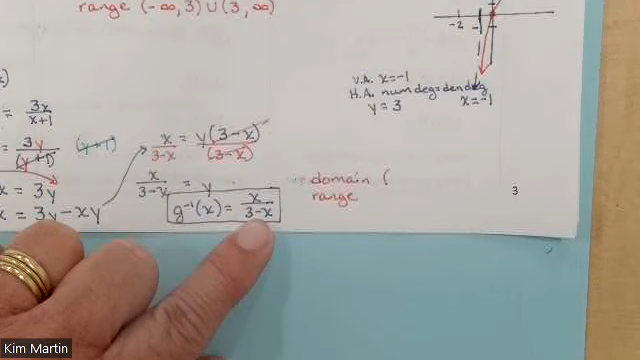 range (-∞, 3) ∪ (3, ∞)
-2 -1
V.A. x=-1
H.A. num deg = den deg
y = 3 x=-1
= 3x/(x+1)
= 3y/(y+1) (y+1)
x = 3y
x = 3y - xy
x/(3-x) = y(3-x)/(3-x)
x/(3-x) = y
g⁻¹(x) = x/(3-x)
domain (
range
3
Kim Martin